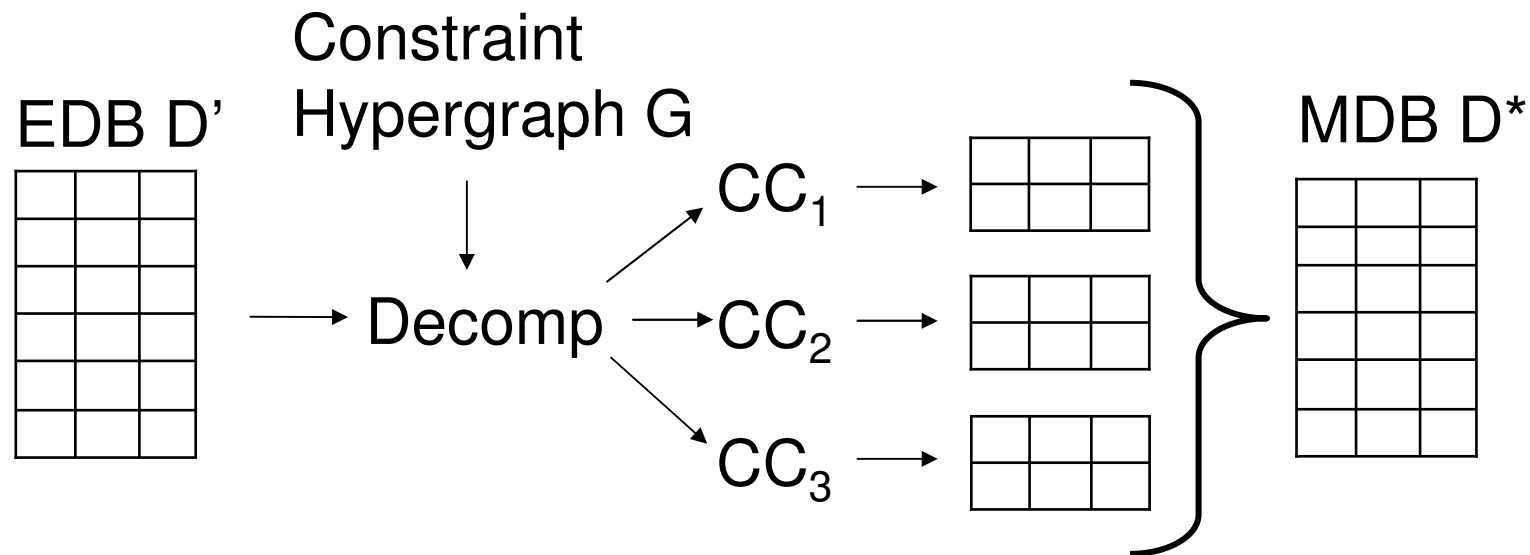 Constraint
Hypergraph G
EDB D’
MDB D*
CC1
Decomp
CC2
CC3